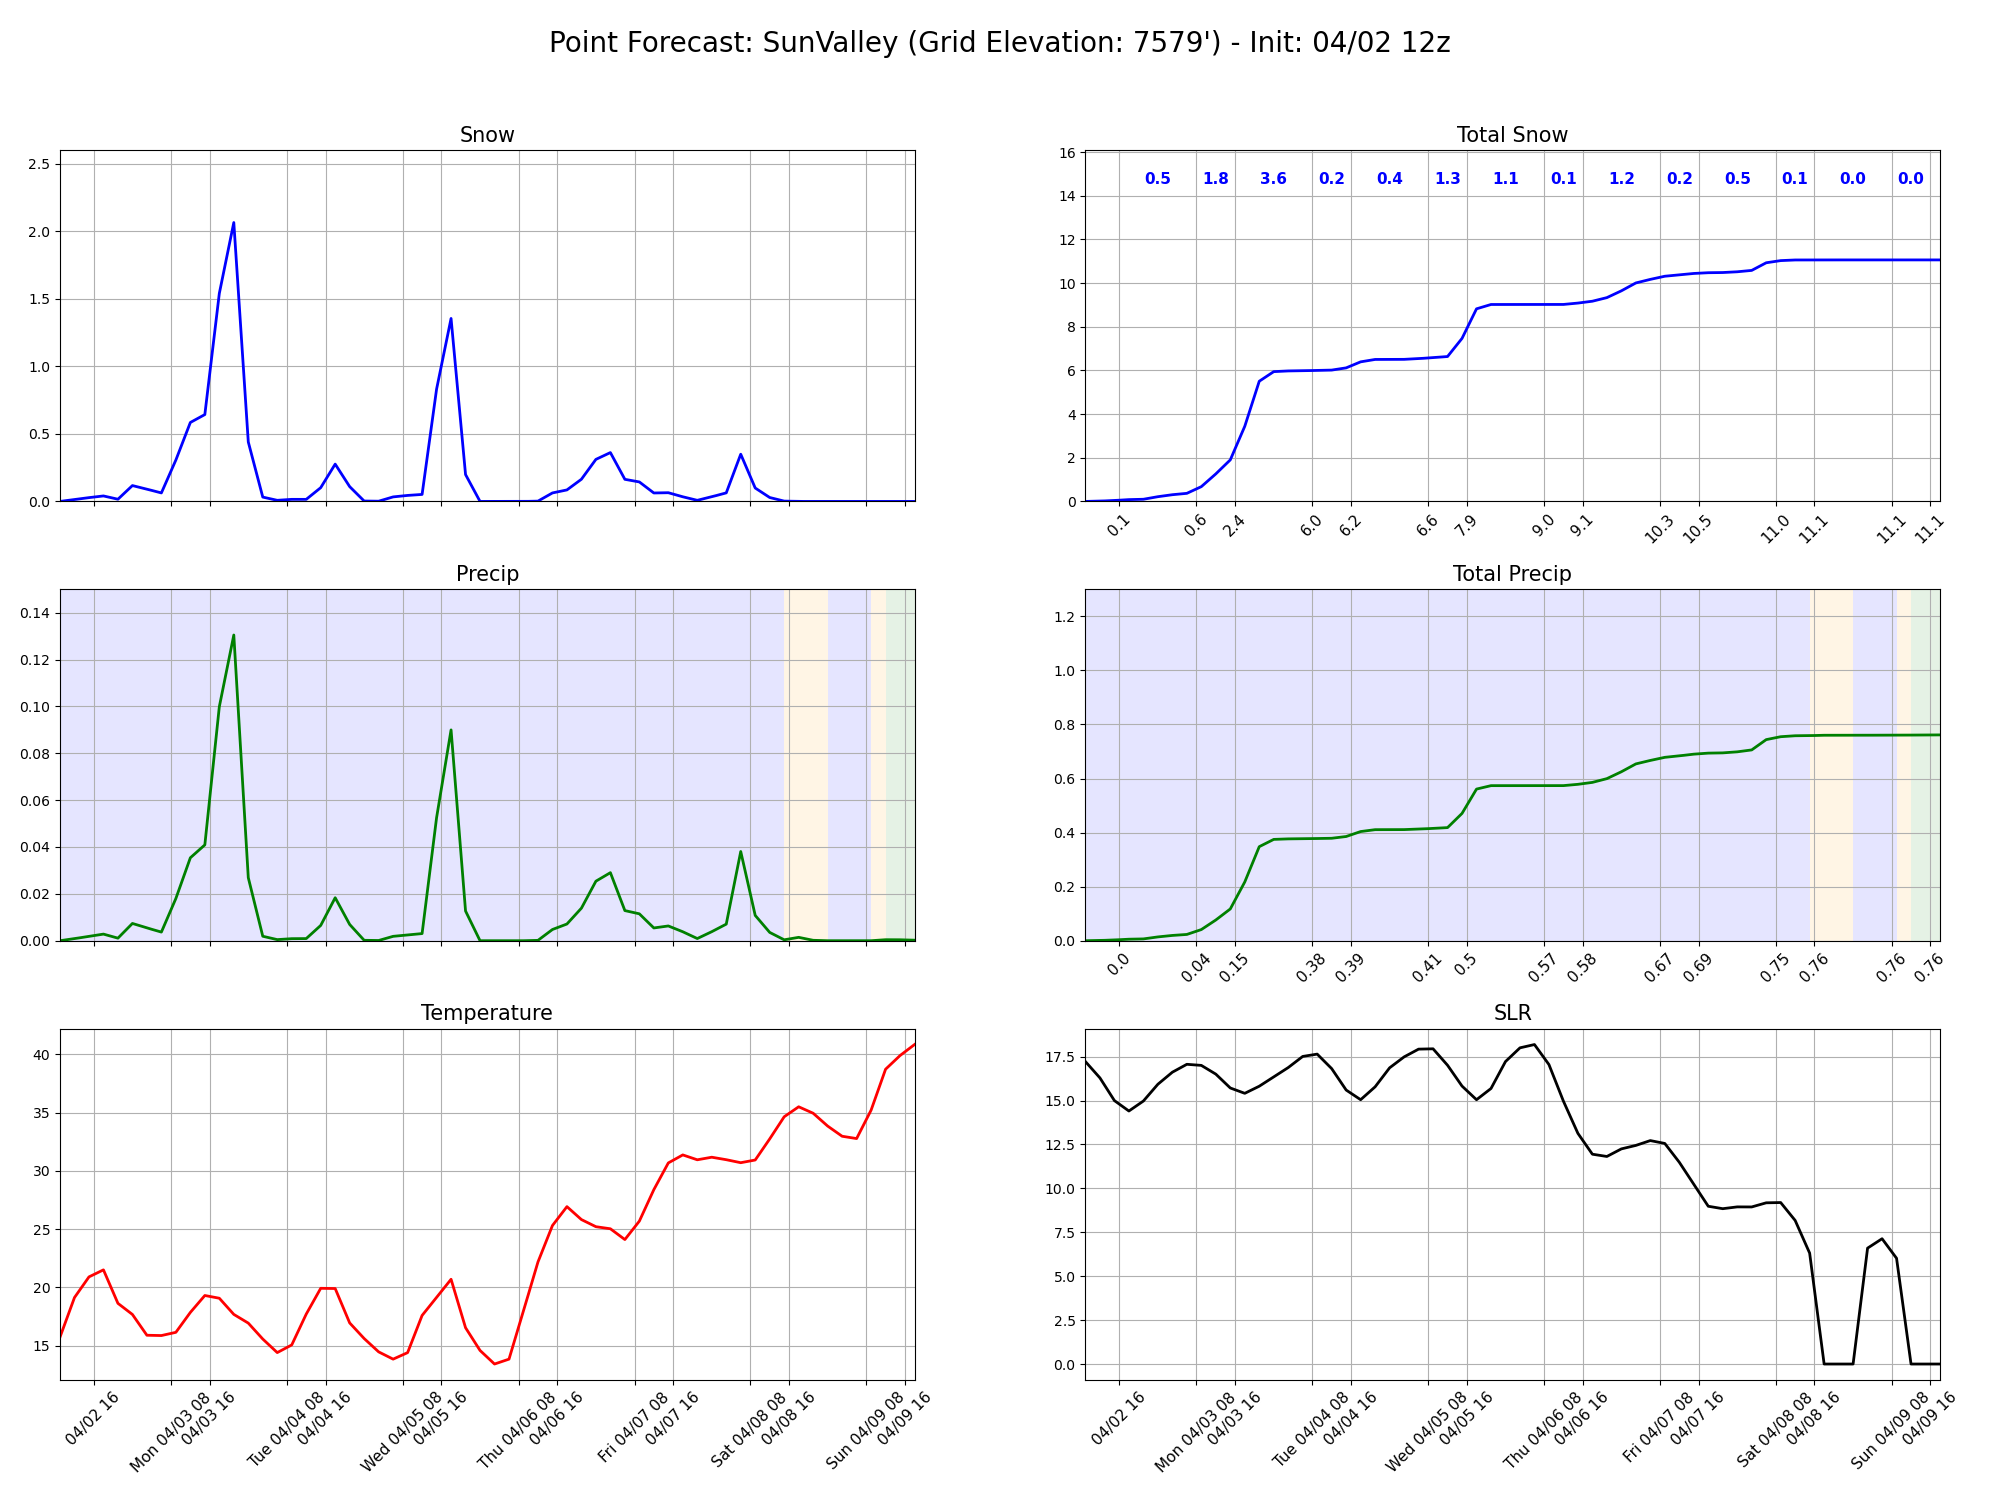 Point Forecast: SunValley (Grid Elevation: 7579') - Init: 04/02 12z
Snow
2.5
2.0
1.5
1.0
0.5
0.0
Total Snow
16
14
12
10
8
6
4
2
0
0.5 1.8 3.6 0.2 0.4 1.3 1.1 0.1 1.2 0.2 0.5 0.1 0.0 0.0
0.1 0.6 2.4 6.0 6.2 6.6 7.9 9.0 9.1 10.3 10.5 11.0 11.1 11.1 11.1
Precip
0.14
0.12
0.10
0.08
0.06
0.04
0.02
0.00
Total Precip
1.2
1.0
0.8
0.6
0.4
0.2
0.0
0.0 0.04 0.15 0.38 0.39 0.41 0.5 0.57 0.58 0.67 0.69 0.75 0.76 0.76 0.76
Temperature
40
35
30
25
20
15
04/02 16
Mon 04/03 08
04/03 16
Tue 04/04 08
04/04 16
Wed 04/05 08
04/05 16
Thu 04/06 08
04/06 16
Fri 04/07 08
04/07 16
Sat 04/08 08
04/08 16
Sun 04/09 08
04/09 16
SLR
17.5
15.0
12.5
10.0
7.5
5.0
2.5
0.0
04/02 16
Mon 04/03 08
04/03 16
Tue 04/04 08
04/04 16
Wed 04/05 08
04/05 16
Thu 04/06 08
04/06 16
Fri 04/07 08
04/07 16
Sat 04/08 08
04/08 16
Sun 04/09 08
04/09 16